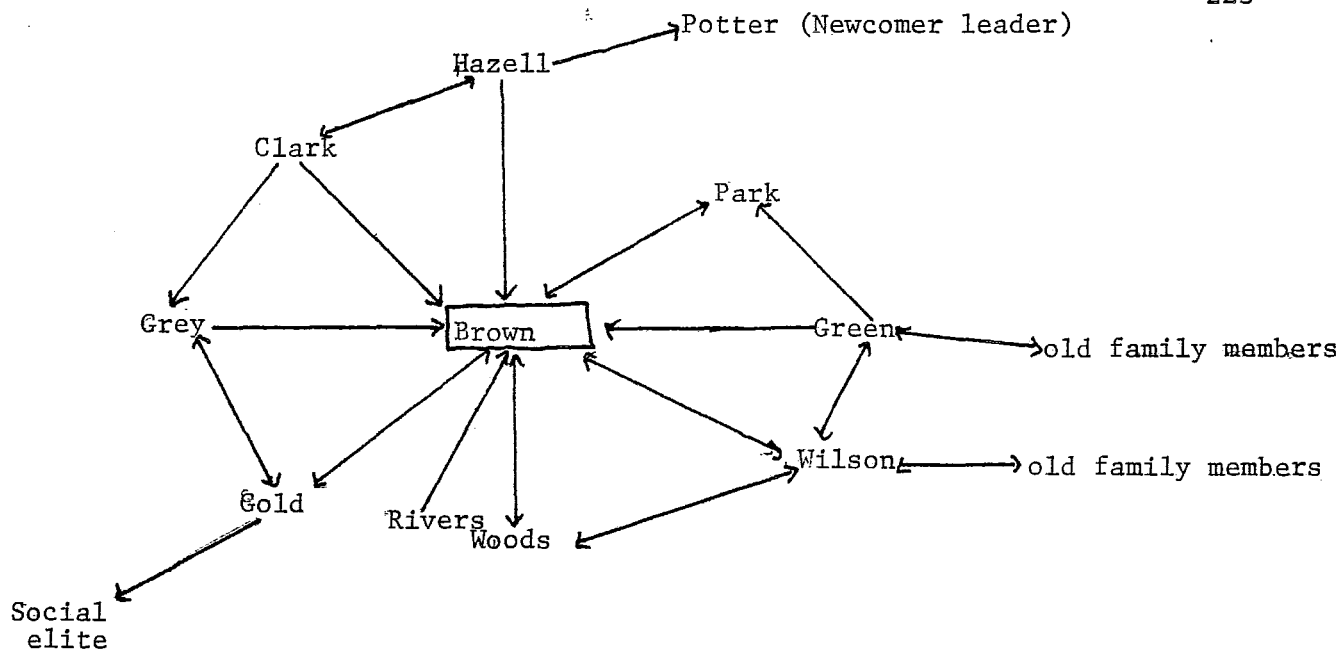 Potter (Newcomer leader)
Hazell
Clark
Park
Grey
Brown
Green
old family members
Wilson
old family members
Gold
Rivers
Woods
Social
elite